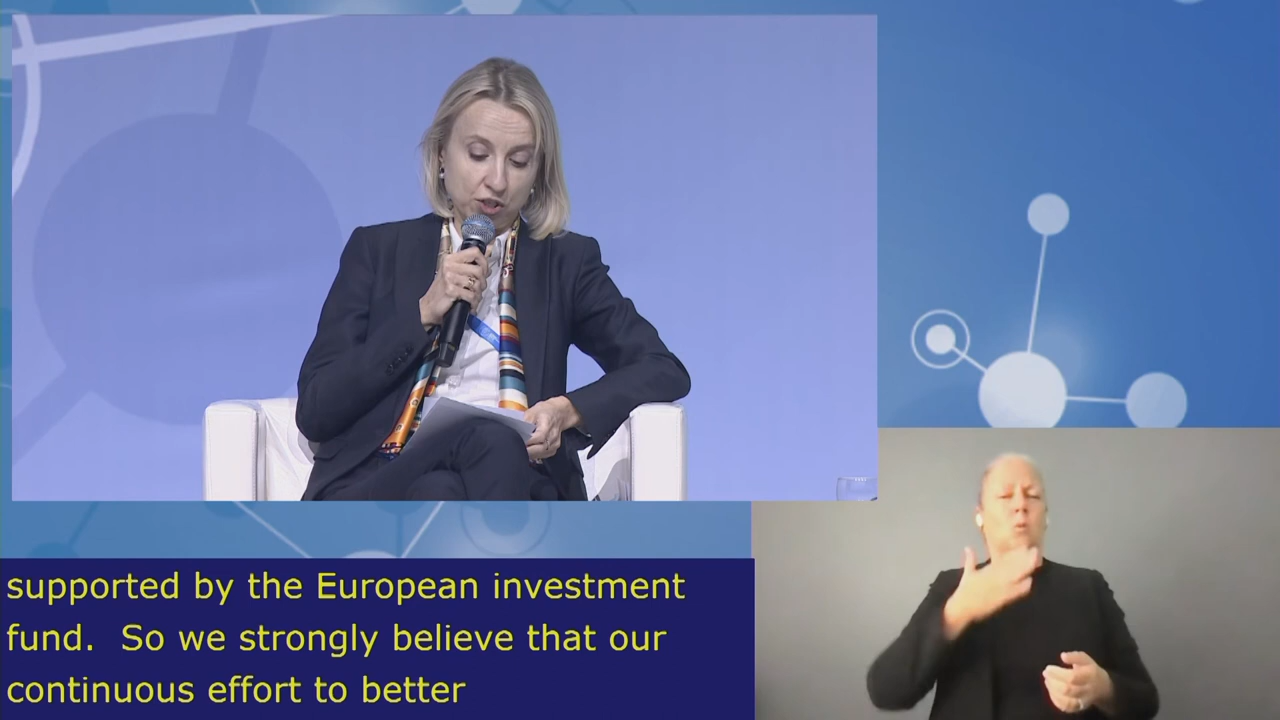 supported by the European investment
fund.  So we strongly believe that our
continuous effort to better